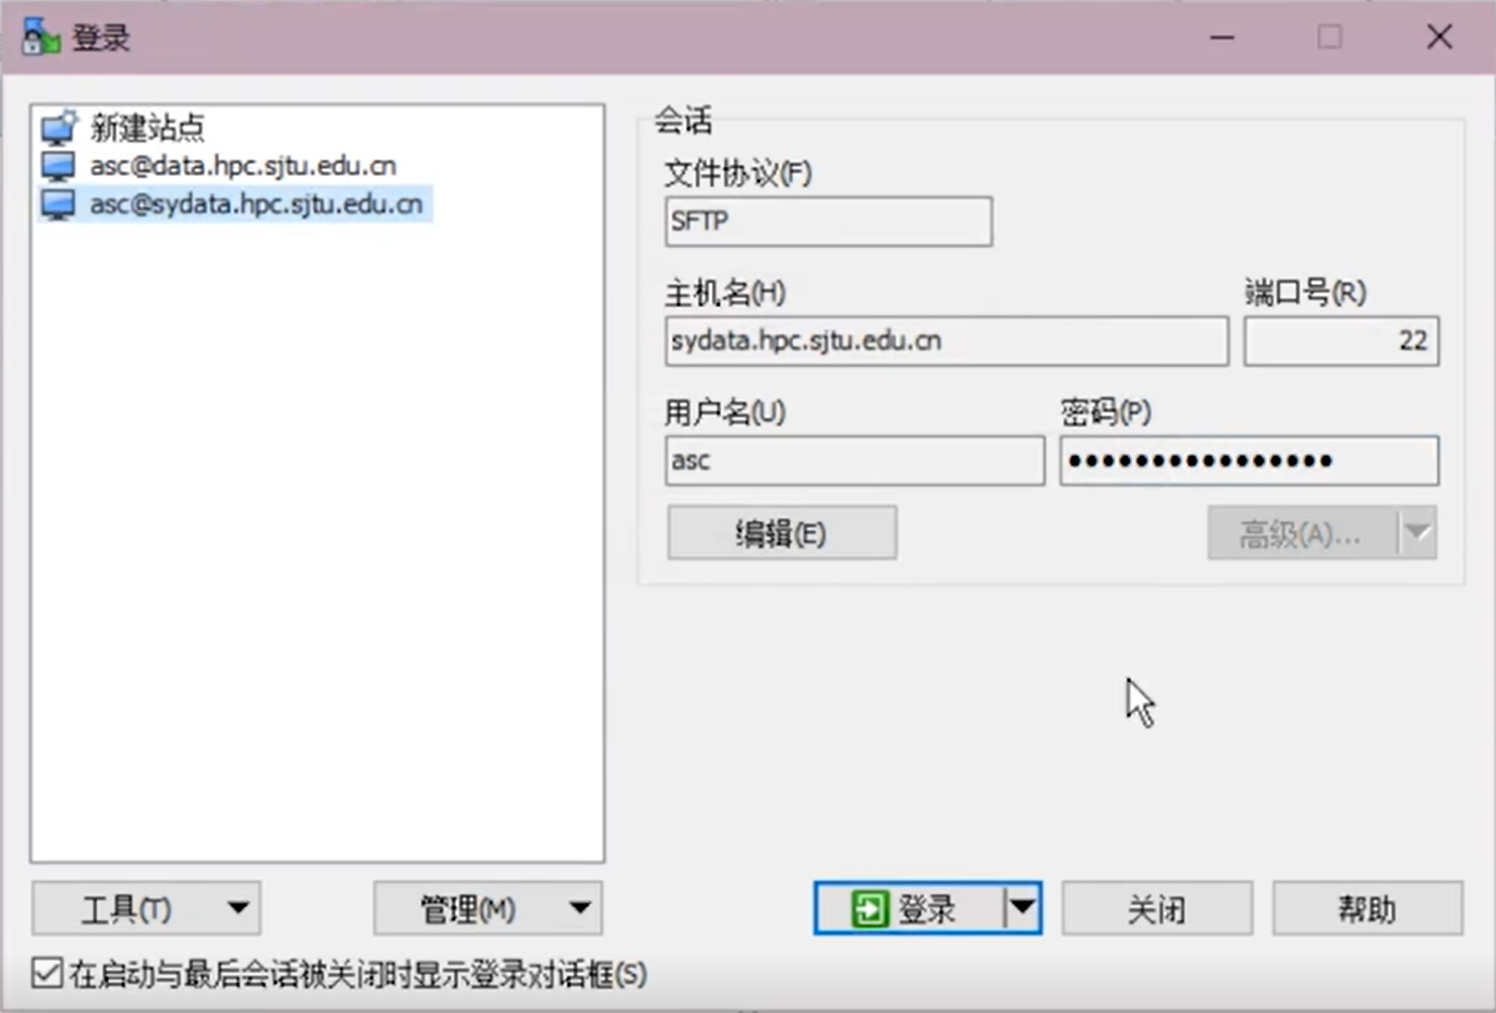 登录
新建站点
asc@data.hpc.sjtu.edu.cn
asc@sydata.hpc.sjtu.edu.cn
会话
文件协议(F)
SFTP
主机名(H)
端口号(R)
sydata.hpc.sjtu.edu.cn
22
用户名(U)
密码(P)
asc
••••••••••••••••
编辑(E)
高级(A)...
工具(T)
管理(M)
登录
关闭
帮助
在启动与最后会话被关闭时显示登录对话框(S)